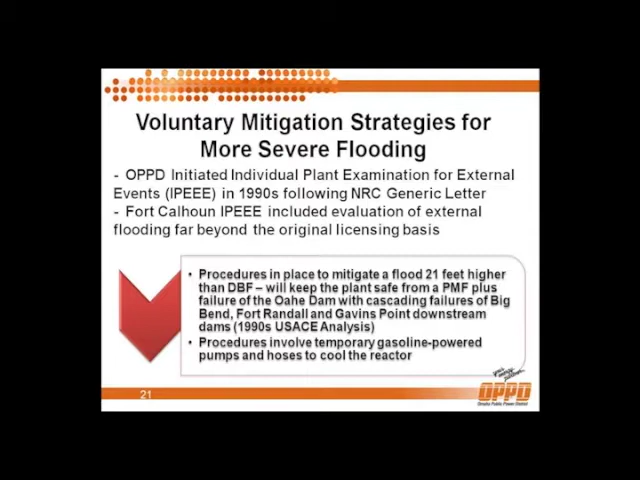 Voluntary Mitigation Strategies for
More Severe Flooding
- OPPD Initiated Individual Plant Examination for External
Events (IPEEE) in 1990s following NRC Generic Letter
- Fort Calhoun IPEEE included evaluation of external
flooding far beyond the original licensing basis
• Procedures in place to mitigate a flood 21 feet higher
than DBF – will keep the plant safe from a PMF plus
failure of the Oahe Dam with cascading failures of Big
Bend, Fort Randall and Gavins Point downstream
dams (1990s USACE Analysis)
• Procedures involve temporary gasoline-powered
pumps and hoses to cool the reactor
21
OPPD
Omaha Public Power District